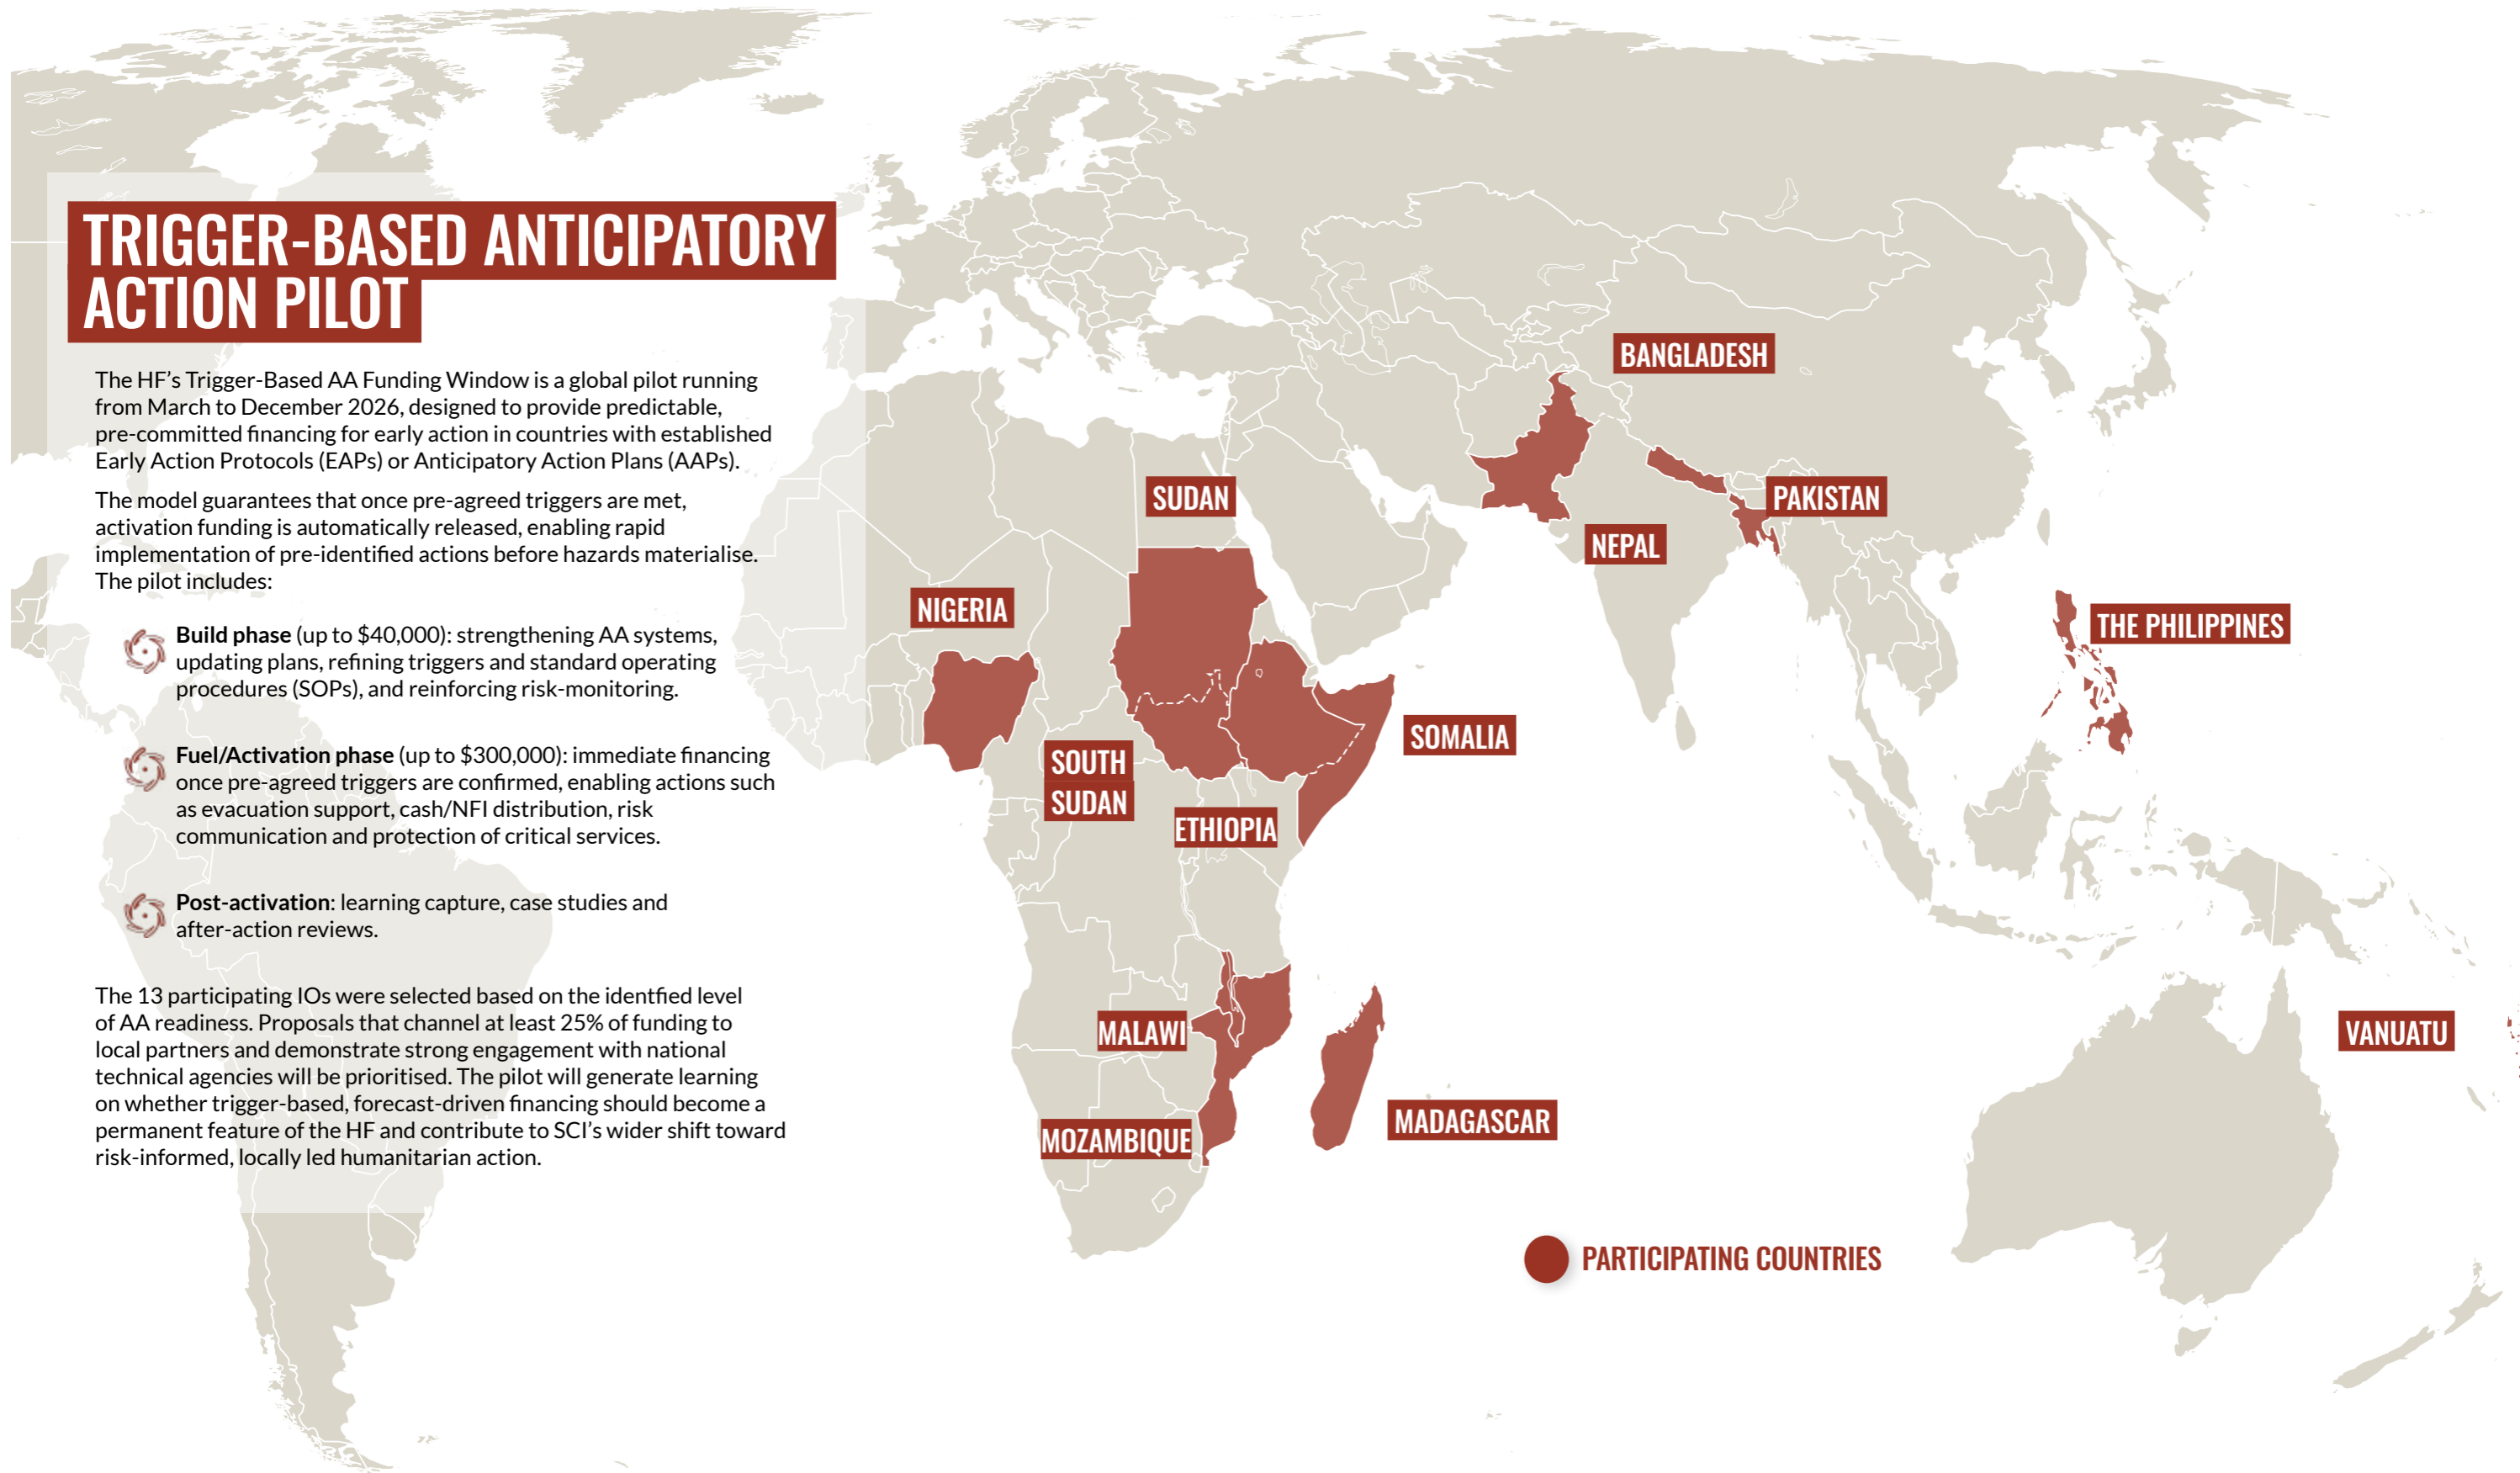 TRIGGER-BASED ANTICIPATORY
ACTION PILOT
The HF’s Trigger-Based AA Funding Window is a global pilot running
from March to December 2026, designed to provide predictable,
pre-committed financing for early action in countries with established
Early Action Protocols (EAPs) or Anticipatory Action Plans (AAPs).
The model guarantees that once pre-agreed triggers are met,
activation funding is automatically released, enabling rapid
implementation of pre-identified actions before hazards materialise.
The pilot includes:
Build phase (up to $40,000): strengthening AA systems,
updating plans, refining triggers and standard operating
procedures (SOPs), and reinforcing risk-monitoring.
Fuel/Activation phase (up to $300,000): immediate financing
once pre-agreed triggers are confirmed, enabling actions such
as evacuation support, cash/NFI distribution, risk
communication and protection of critical services.
Post-activation: learning capture, case studies and
after-action reviews.
The 13 participating IOs were selected based on the identfied level
of AA readiness. Proposals that channel at least 25% of funding to
local partners and demonstrate strong engagement with national
technical agencies will be prioritised. The pilot will generate learning
on whether trigger-based, forecast-driven financing should become a
permanent feature of the HF and contribute to SCI’s wider shift toward
risk-informed, locally led humanitarian action.
BANGLADESH
SUDAN
PAKISTAN
NEPAL
NIGERIA
THE PHILIPPINES
SOMALIA
SOUTH
SUDAN
ETHIOPIA
MALAWI
VANUATU
MADAGASCAR
MOZAMBIQUE
PARTICIPATING COUNTRIES